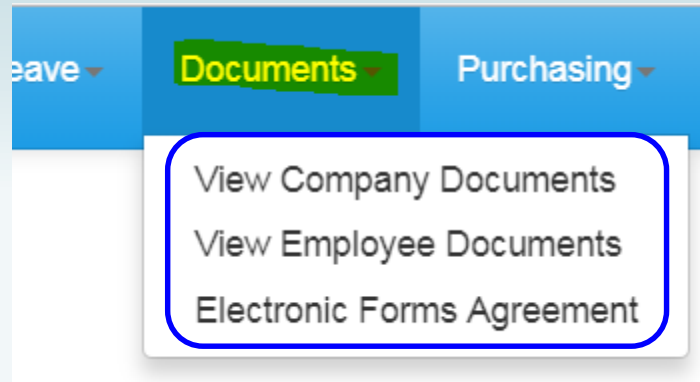 eave Documents Purchasing
View Company Documents
View Employee Documents
Electronic Forms Agreement